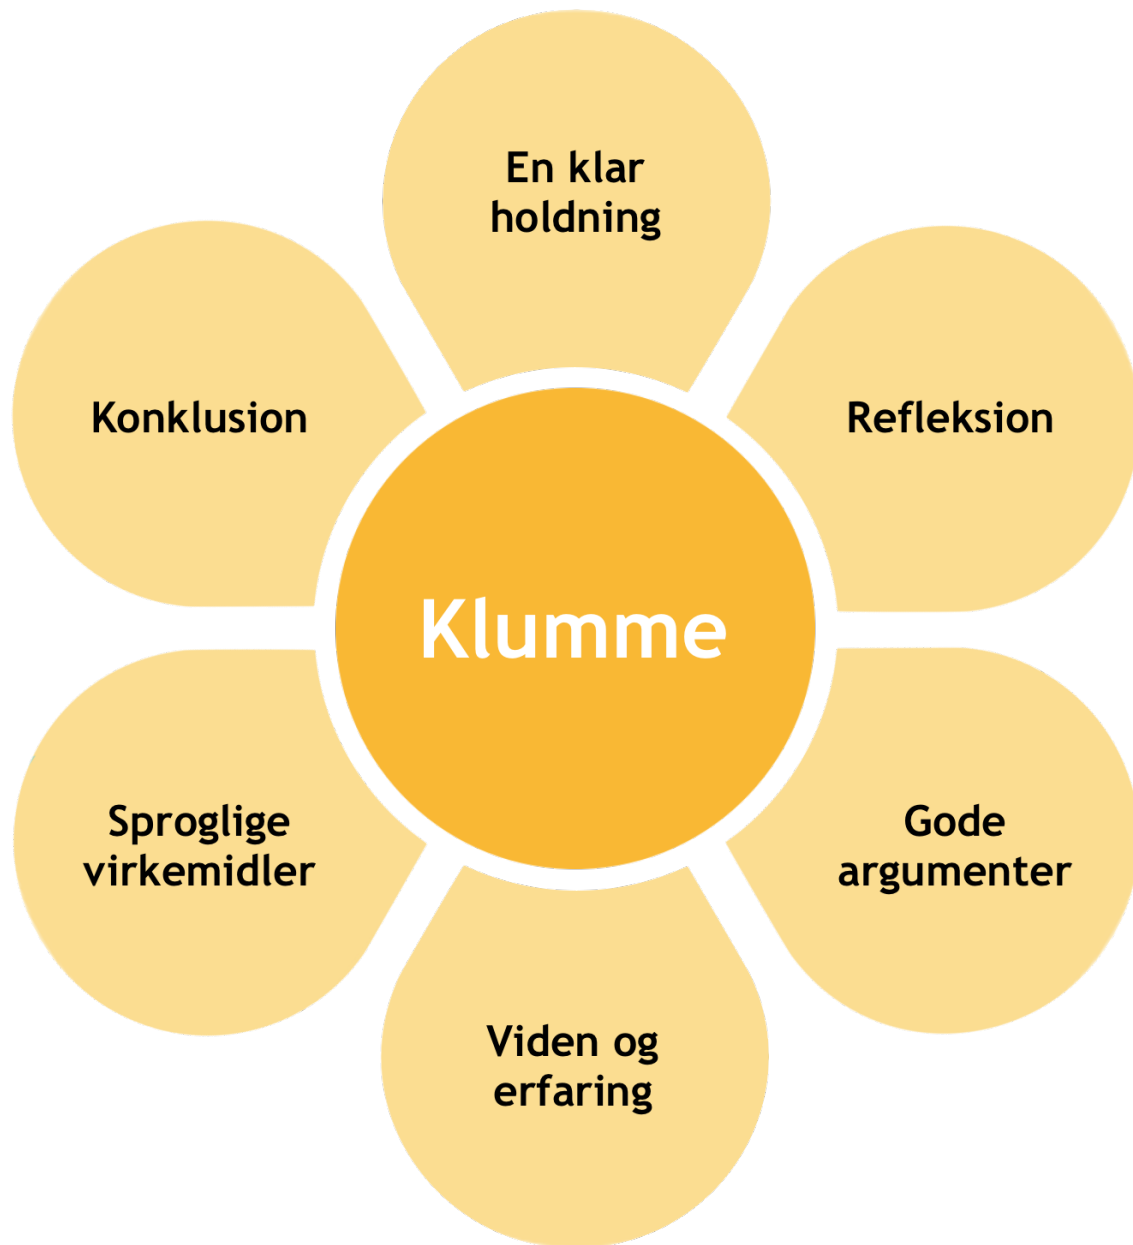 En klar
holdning
Konklusion
Refleksion
Klumme
Sproglige
virkemidler
Gode
argumenter
Viden og
erfaring